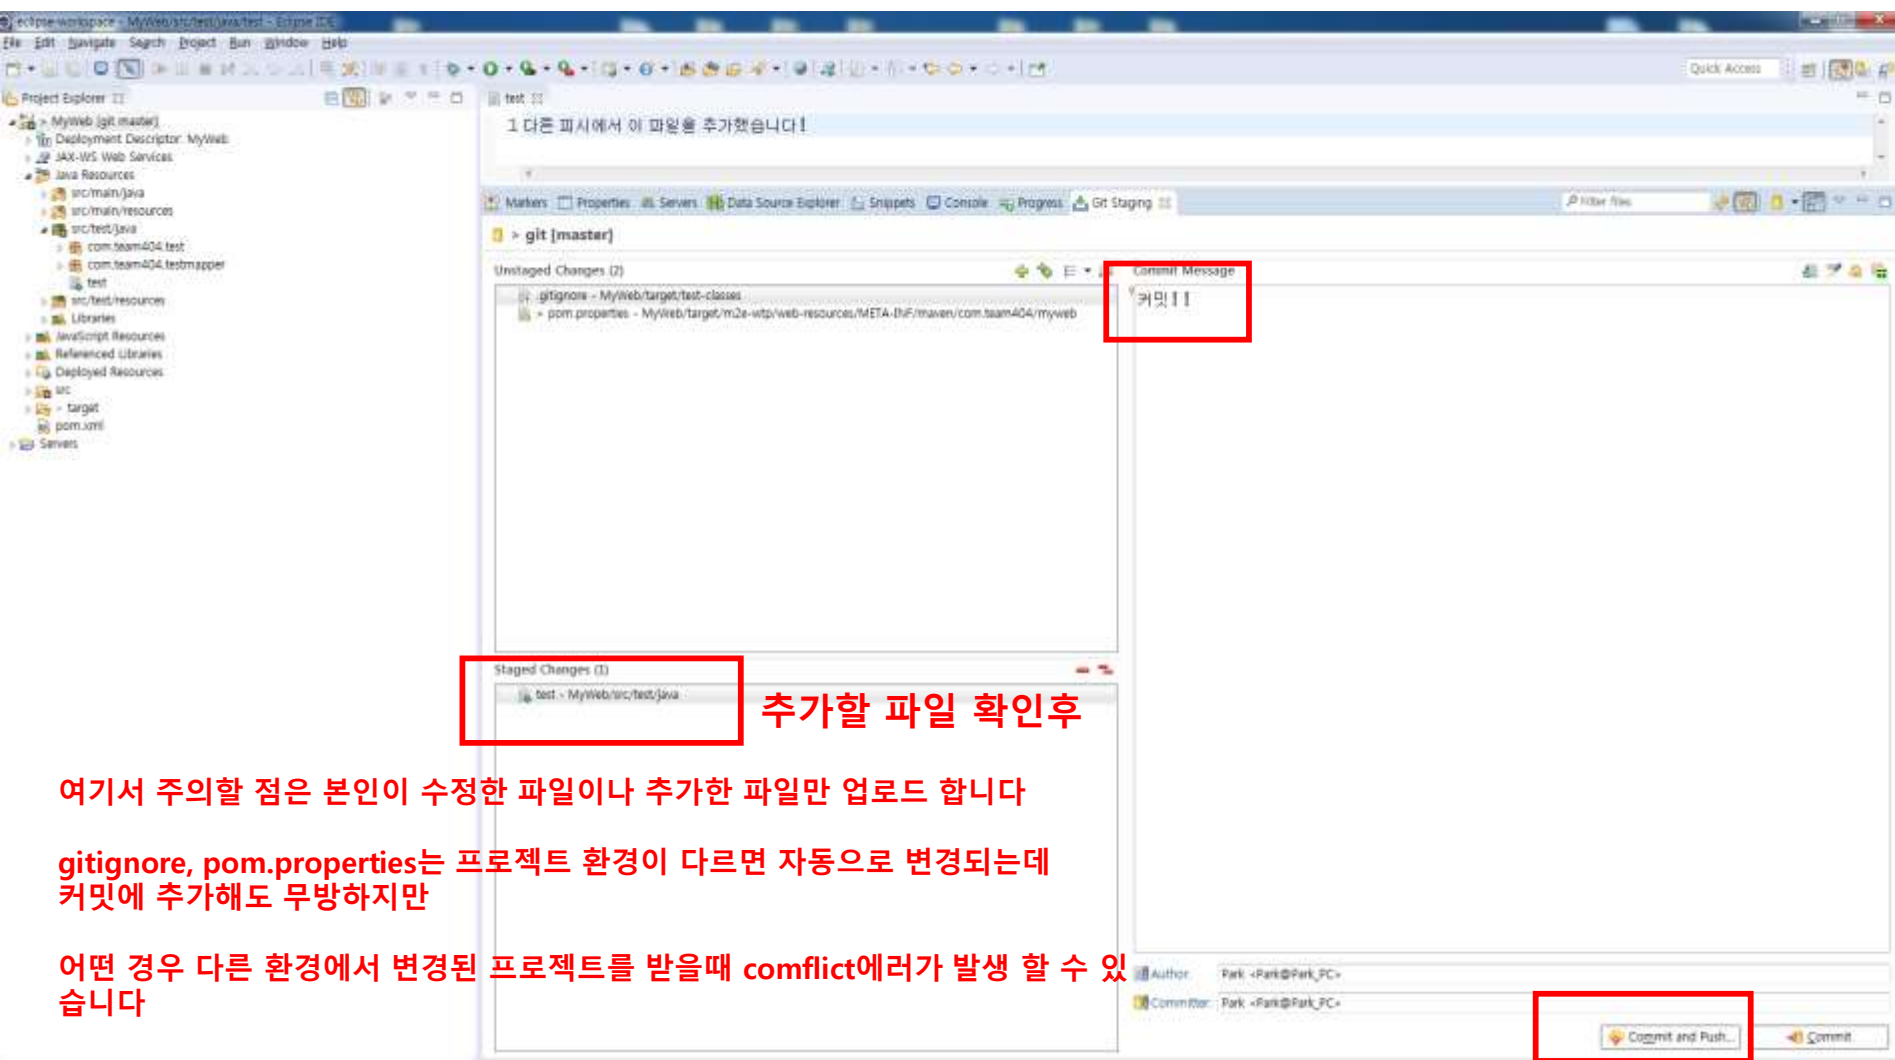 eclipse-workspace - MyWeb/src/test/java/test - Eclipse IDE
File Edit Navigate Search Project Run Window Help
Quick Access
Project Explorer
> MyWeb [git master]
Deployment Descriptor: MyWeb
JAX-WS Web Services
Java Resources
src/main/java
src/main/resources
src/test/java
com.team404.test
com.team404.testmapper
test
src/test/resources
Libraries
JavaScript Resources
Referenced Libraries
Deployed Resources
src
> target
pom.xml
Servers
test
1 다른 피시에서 이 파일을 추가했습니다!
Markers Properties Servers Data Source Explorer Snippets Console Progress Git Staging
Filter files
> git [master]
Unstaged Changes (2)
.gitignore - MyWeb/target/test-classes
> pom.properties - MyWeb/target/m2e-wtp/web-resources/META-INF/maven/com.team404/myweb
Commit Message
커밋!!
Staged Changes (1)
test - MyWeb/src/test/java
추가할 파일 확인후
여기서 주의할 점은 본인이 수정한 파일이나 추가한 파일만 업로드 합니다
gitignore, pom.properties는 프로젝트 환경이 다르면 자동으로 변경되는데
커밋에 추가해도 무방하지만
어떤 경우 다른 환경에서 변경된 프로젝트를 받을때 comflict에러가 발생 할 수 있
습니다
Author: Park <Park@Park_PC>
Committer: Park <Park@Park_PC>
Commit and Push...
Commit